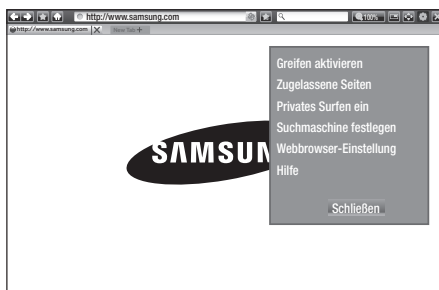 http://www.samsung.com
100%
http://www.samsung.com New Tab
SAMSUN
Greifen aktivieren
Zugelassene Seiten
Privates Surfen ein
Suchmaschine festlegen
Webbrowser-Einstellung
Hilfe
Schließen